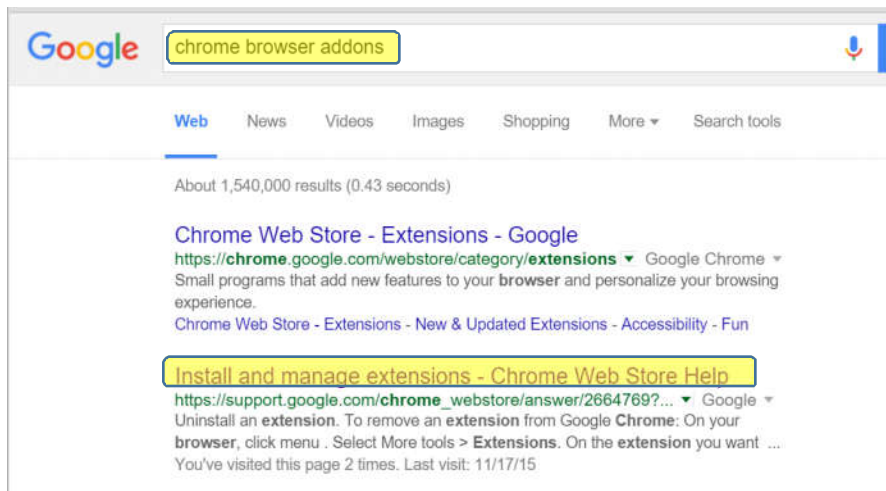 Google
chrome browser addons
Web News Videos Images Shopping More Search tools
About 1,540,000 results (0.43 seconds)
Chrome Web Store - Extensions - Google
https://chrome.google.com/webstore/category/extensions Google Chrome
Small programs that add new features to your browser and personalize your browsing
experience.
Chrome Web Store - Extensions - New & Updated Extensions - Accessibility - Fun
Install and manage extensions - Chrome Web Store Help
https://support.google.com/chrome_webstore/answer/2664769?... Google
Uninstall an extension. To remove an extension from Google Chrome: On your
browser, click menu . Select More tools > Extensions. On the extension you want ...
You've visited this page 2 times. Last visit: 11/17/15